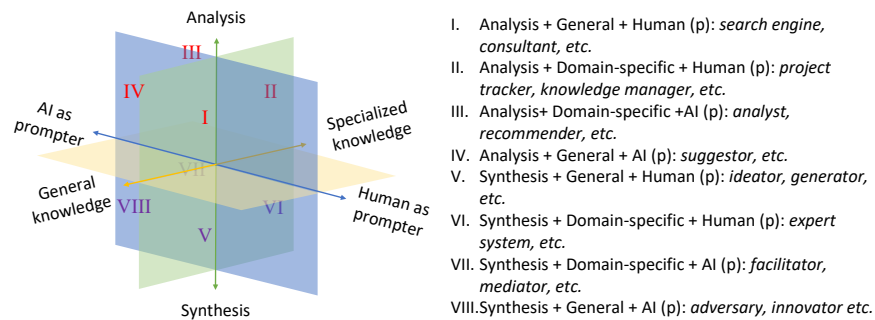 Analysis
III
IV
II
AI as
prompter
I
Specialized
knowledge
VII
General
knowledge
Human as
prompter
VIII
VI
V
Synthesis
I. Analysis + General + Human (p): search engine,
consultant, etc.
II. Analysis + Domain-specific + Human (p): project
tracker, knowledge manager, etc.
III. Analysis+ Domain-specific +AI (p): analyst,
recommender, etc.
IV. Analysis + General + AI (p): suggestor, etc.
V. Synthesis + General + Human (p): ideator, generator,
etc.
VI. Synthesis + Domain-specific + Human (p): expert
system, etc.
VII. Synthesis + Domain-specific + AI (p): facilitator,
mediator, etc.
VIII.Synthesis + General + AI (p): adversary, innovator etc.